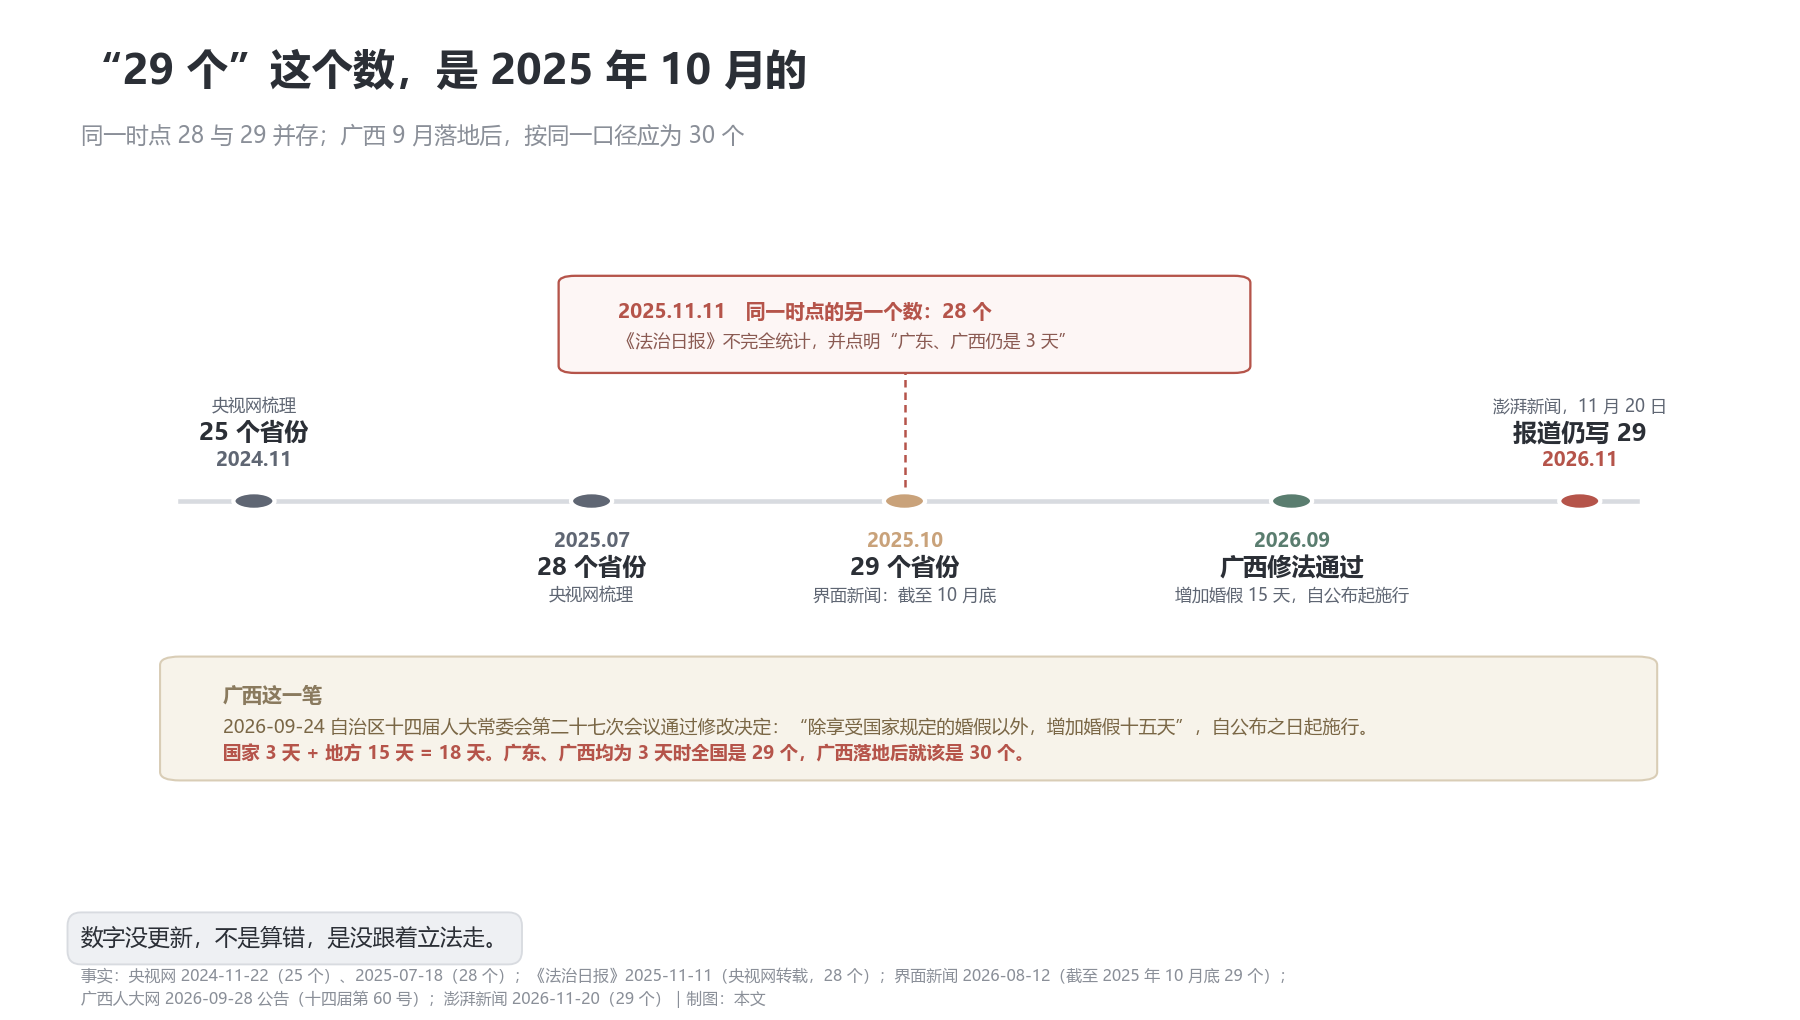 “29 个”这个数，是 2025 年 10 月的
同一时点 28 与 29 并存；广西 9 月落地后，按同一口径应为 30 个
2025.11.11 同一时点的另一个数：28 个
《法治日报》不完全统计，并点明“广东、广西仍是 3 天”
央视网梳理
25 个省份
2024.11
澎湃新闻，11 月 20 日
报道仍写 29
2026.11
2025.07
28 个省份
央视网梳理
2025.10
29 个省份
界面新闻：截至 10 月底
2026.09
广西修法通过
增加婚假 15 天，自公布起施行
广西这一笔
2026-09-24 自治区十四届人大常委会第二十七次会议通过修改决定：“除享受国家规定的婚假以外，增加婚假十五天”，自公布之日起施行。
国家 3 天 + 地方 15 天 = 18 天。广东、广西均为 3 天时全国是 29 个，广西落地后就该是 30 个。
数字没更新，不是算错，是没跟着立法走。
事实：央视网 2024-11-22（25 个）、2025-07-18（28 个）；《法治日报》2025-11-11（央视网转载，28 个）；界面新闻 2026-08-12（截至 2025 年 10 月底 29 个）；
广西人大网 2026-09-28 公告（十四届第 60 号）；澎湃新闻 2026-11-20（29 个）｜制图：本文